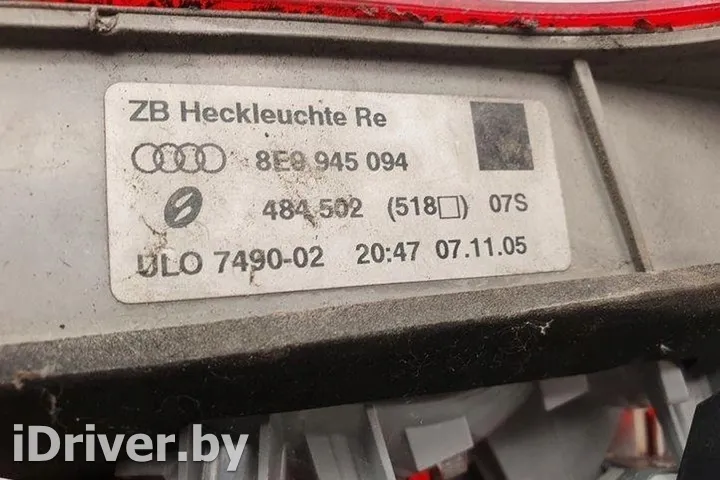 ZB Heckleuchte Re
8E9 945 094
484 502 (518□) 07S
ULO 7490-02 20:47 07.11.05
iDriver.by